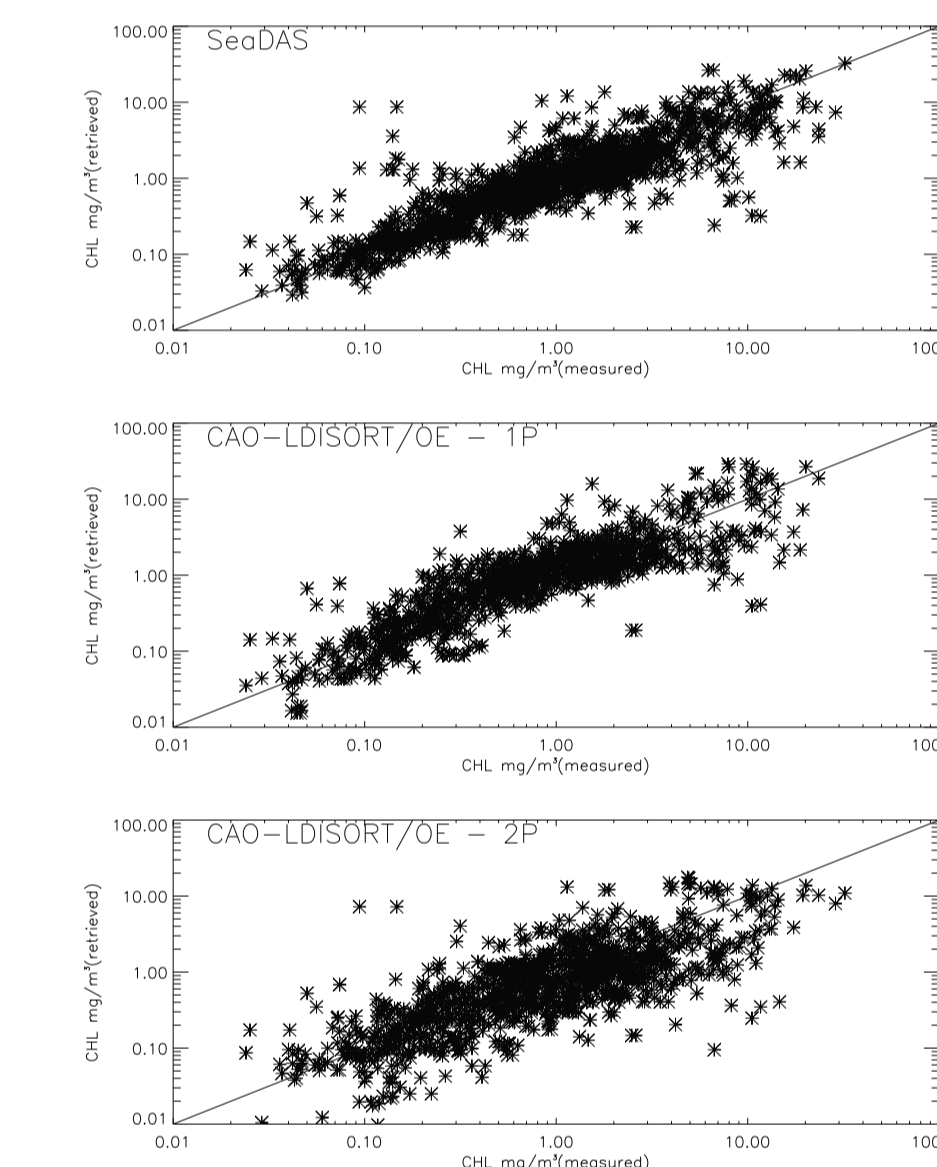 100.00
SeaDAS
10.00
1.00
0.10
0.01
CHL mg/m³(retrieved)
0.01 0.10 1.00 10.00 100
CHL mg/m³(measured)
100.00
CAO-LDISORT/OE - 1P
10.00
1.00
0.10
0.01
CHL mg/m³(retrieved)
0.01 0.10 1.00 10.00 100
CHL mg/m³(measured)
100.00
CAO-LDISORT/OE - 2P
10.00
1.00
0.10
0.01
CHL mg/m³(retrieved)
0.01 0.10 1.00 10.00 100
CHL mg/m³(measured)